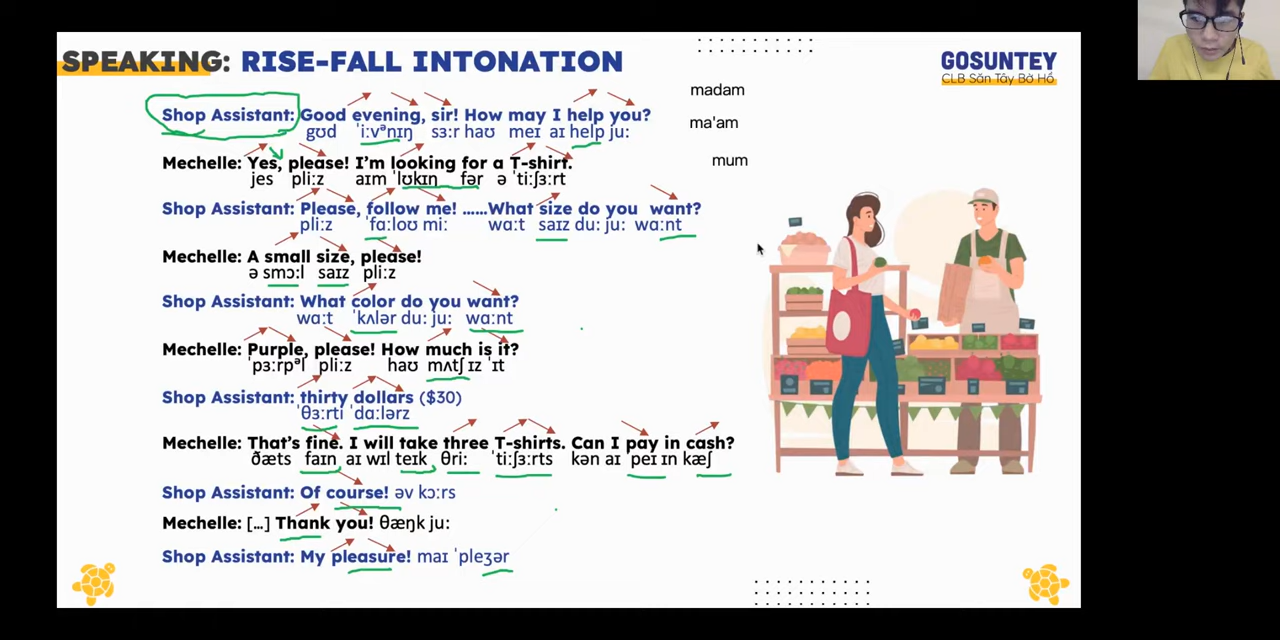 SPEAKING: RISE-FALL INTONATION
GOSUNTEY
CLB Săn Tây Bờ Hồ
madam
ma'am
mum
Shop Assistant: Good evening, sir! How may I help you?
gʊd ˈiːvᵊnɪŋ sɜːr haʊ meɪ aɪ help juː
Mechelle: Yes, please! I'm looking for a T-shirt.
jes pliːz aɪm ˈlʊkɪŋ fər ə ˈtiːʃɜːrt
Shop Assistant: Please, follow me! ......What size do you want?
pliːz ˈfɑːloʊ miː wɑːt saɪz duː juː wɑːnt
Mechelle: A small size, please!
ə smɔːl saɪz pliːz
Shop Assistant: What color do you want?
wɑːt ˈkʌlər duː juː wɑːnt
Mechelle: Purple, please! How much is it?
ˈpɜːrpᵊl pliːz haʊ mʌtʃ ɪz ˈɪt
Shop Assistant: thirty dollars ($30)
ˈθɜːrti ˈdɑːlərz
Mechelle: That's fine. I will take three T-shirts. Can I pay in cash?
ðæts faɪn aɪ wɪl teɪk θriː ˈtiːʃɜːrts kən aɪ ˈpeɪ ɪn kæʃ
Shop Assistant: Of course! əv kɔːrs
Mechelle: [...] Thank you! θæŋk juː
Shop Assistant: My pleasure! maɪ ˈpleʒər